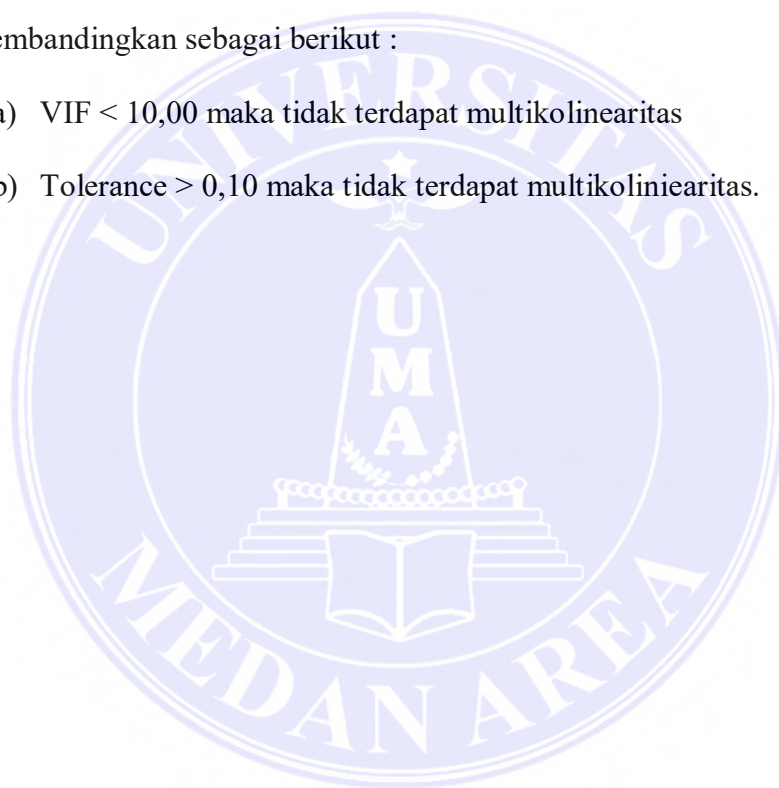 embandingkan sebagai berikut :
a) VIF < 10,00 maka tidak terdapat multikolinearitas
b) Tolerance > 0,10 maka tidak terdapat multikoliniearitas.
UNIVERSITAS
U
M
A
MEDAN AREA